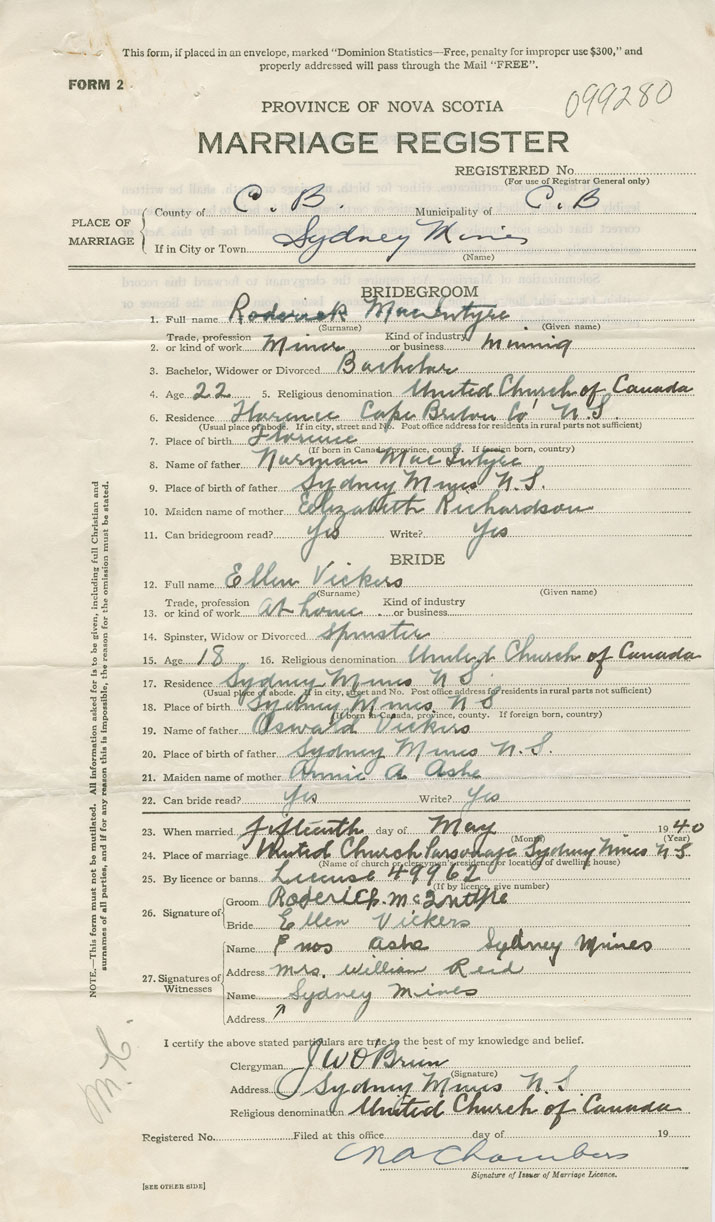 This form, if placed in an envelope, marked "Dominion Statistics—Free, penalty for improper use $300," and
properly addressed will pass through the Mail "FREE".
FORM 2
099280
PROVINCE OF NOVA SCOTIA
MARRIAGE REGISTER
REGISTERED No.
(For use of Registrar General only)
PLACE OF MARRIAGE
County of C. B. Municipality of C. B
If in City or Town Sydney Mines
(Name)
BRIDEGROOM
1. Full name Roderick MacIntyre
(Surname) (Given name)
2. Trade, profession or kind of work Miner Kind of industry or business Mining
3. Bachelor, Widower or Divorced Bachelor
4. Age 22 5. Religious denomination United Church of Canada
6. Residence Florence Cape Breton Co' N.S.
(Usual place of abode. If in city, street and No. Post office address for residents in rural parts not sufficient)
7. Place of birth Florence
(If born in Canada, province, county. If foreign born, country)
8. Name of father Norman MacIntyre
9. Place of birth of father Sydney Mines N.S.
10. Maiden name of mother Elizabeth Richardson
11. Can bridegroom read? Yes Write? Yes
BRIDE
12. Full name Ellen Vickers
(Surname) (Given name)
13. Trade, profession or kind of work at home Kind of industry or business
14. Spinster, Widow or Divorced Spinster
15. Age 18 16. Religious denomination United Church of Canada
17. Residence Sydney Mines N.S.
(Usual place of abode. If in city, street and No. Post office address for residents in rural parts not sufficient)
18. Place of birth Sydney Mines N S
(If born in Canada, province, county. If foreign born, country)
19. Name of father Oswald Vickers
20. Place of birth of father Sydney Mines N.S.
21. Maiden name of mother Annie A Ashe
22. Can bride read? Yes Write? Yes
23. When married fifteenth day of May 1940
(Month) (Year)
24. Place of marriage United Church Parsonage Sydney Mines N S
(Name of church or clergyman's residence or location of dwelling house)
25. By licence or banns License 49962
(If by licence, give number)
26. Signature of
Groom Roderick McIntyre
Bride Ellen Vickers
27. Signatures of Witnesses
Name Ashe Sydney Mines
Address Mrs. William Reid
Name Sydney Mines
Address
I certify the above stated particulars are true to the best of my knowledge and belief.
Clergyman J W O'Brien
(Signature)
Address Sydney Mines N.S.
Religious denomination United Church of Canada
Registered No. Filed at this office day of 19
Chambers
Signature of Issuer of Marriage Licence.
[SEE OTHER SIDE]
NOTE.—This form must not be mutilated. All information asked for is to be given, including full Christian and
surnames of all parties, and if for any reason this is impossible, the reason for the omission must be stated.